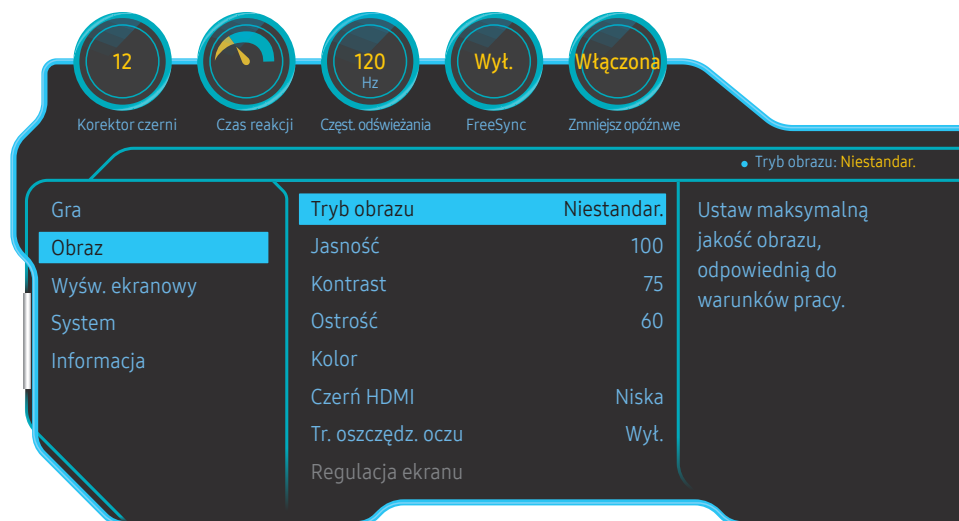 12
120
Hz
Wył.
Włączona
Korektor czerni
Czas reakcji
Częst. odświeżania
FreeSync
Zmniejsz opóźn.we
Tryb obrazu: Niestandar.
Gra
Obraz
Wyśw. ekranowy
System
Informacja
Tryb obrazu Niestandar.
Jasność 100
Kontrast 75
Ostrość 60
Kolor
Czerń HDMI Niska
Tr. oszczędz. oczu Wył.
Regulacja ekranu
Ustaw maksymalną
jakość obrazu,
odpowiednią do
warunków pracy.